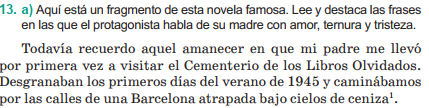 13. a) Aquí está un fragmento de esta novela famosa. Lee y destaca las frases
en las que el protagonista habla de su madre con amor, ternura y tristeza.
Todavía recuerdo aquel amanecer en que mi padre me llevó
por primera vez a visitar el Cementerio de los Libros Olvidados.
Desgranaban los primeros días del verano de 1945 y caminábamos
por las calles de una Barcelona atrapada bajo cielos de ceniza¹.